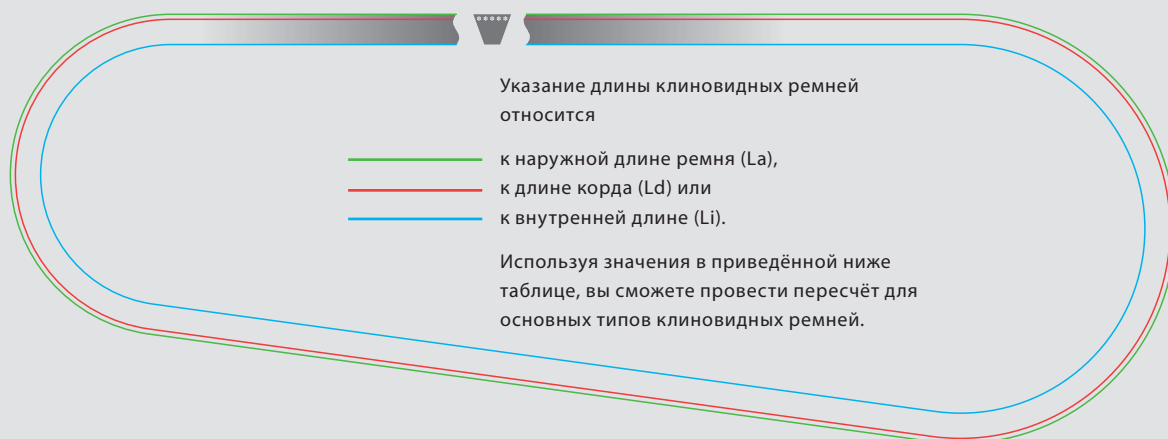 Указание длины клиновидных ремней
относится
к наружной длине ремня (La),
к длине корда (Ld) или
к внутренней длине (Li).
Используя значения в приведённой ниже
таблице, вы сможете провести пересчёт для
основных типов клиновидных ремней.